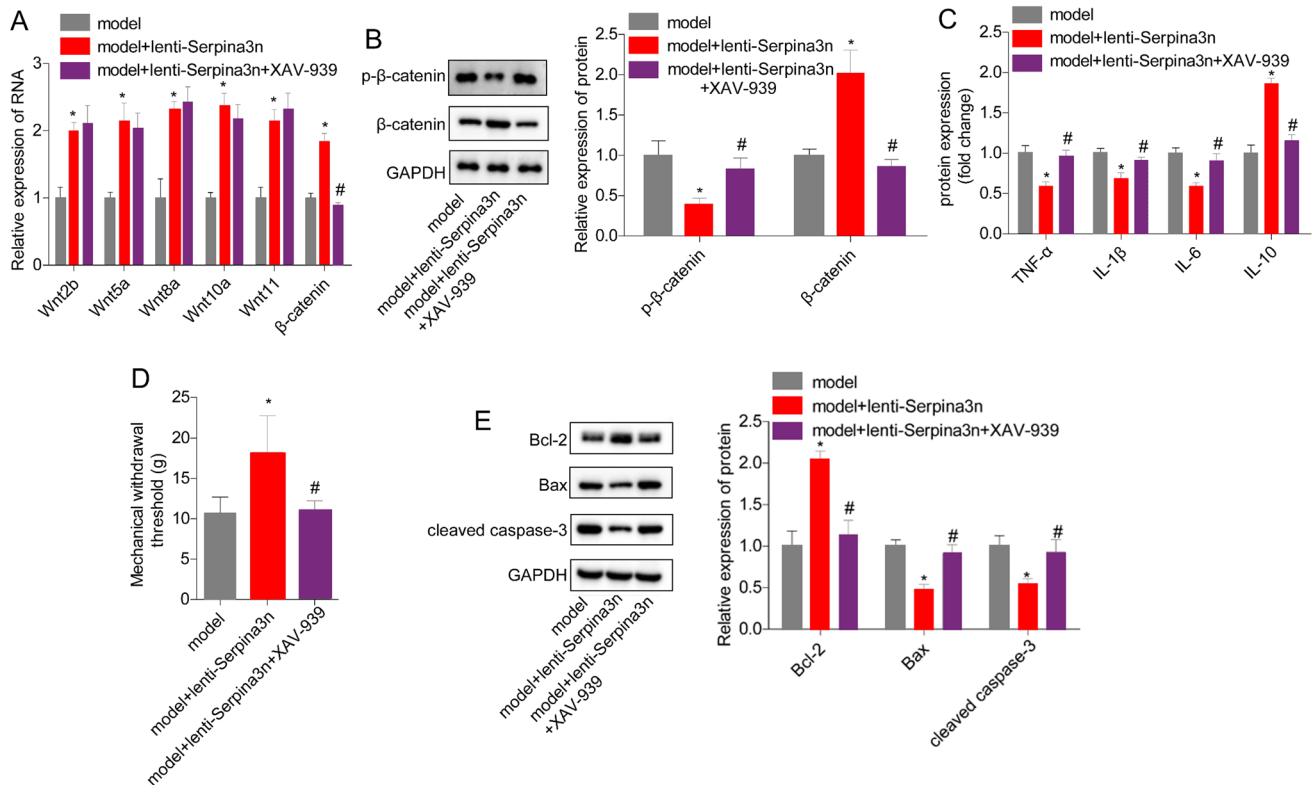 A
model
model+lenti-Serpina3n
model+lenti-Serpina3n+XAV-939
Relative expression of RNA
3
2
1
0
*
*
*
*
*
*
#
Wnt2b
Wnt5a
Wnt8a
Wnt10a
Wnt11
β-catenin
B
p-β-catenin
β-catenin
GAPDH
model
model+lenti-Serpina3n
model+lenti-Serpina3n
+XAV-939
model
model+lenti-Serpina3n
model+lenti-Serpina3n
+XAV-939
Relative expression of protein
2.5
2.0
1.5
1.0
0.5
0.0
*
#
*
#
p-β-catenin
β-catenin
C
model
model+lenti-Serpina3n
model+lenti-Serpina3n+XAV-939
protein expression
(fold change)
2.0
1.5
1.0
0.5
0.0
*
#
*
#
*
#
*
#
TNF-α
IL-1β
IL-6
IL-10
D
Mechanical withdrawal
threshold (g)
25
20
15
10
5
0
*
#
model
model+lenti-Serpina3n
model+lenti-Serpina3n+XAV-939
E
Bcl-2
Bax
cleaved caspase-3
GAPDH
model
model+lenti-Serpina3n
model+lenti-Serpina3n
+XAV-939
model
model+lenti-Serpina3n
model+lenti-Serpina3n+XAV-939
Relative expression of protein
2.5
2.0
1.5
1.0
0.5
0.0
*
#
*
#
*
#
Bcl-2
Bax
cleaved caspase-3